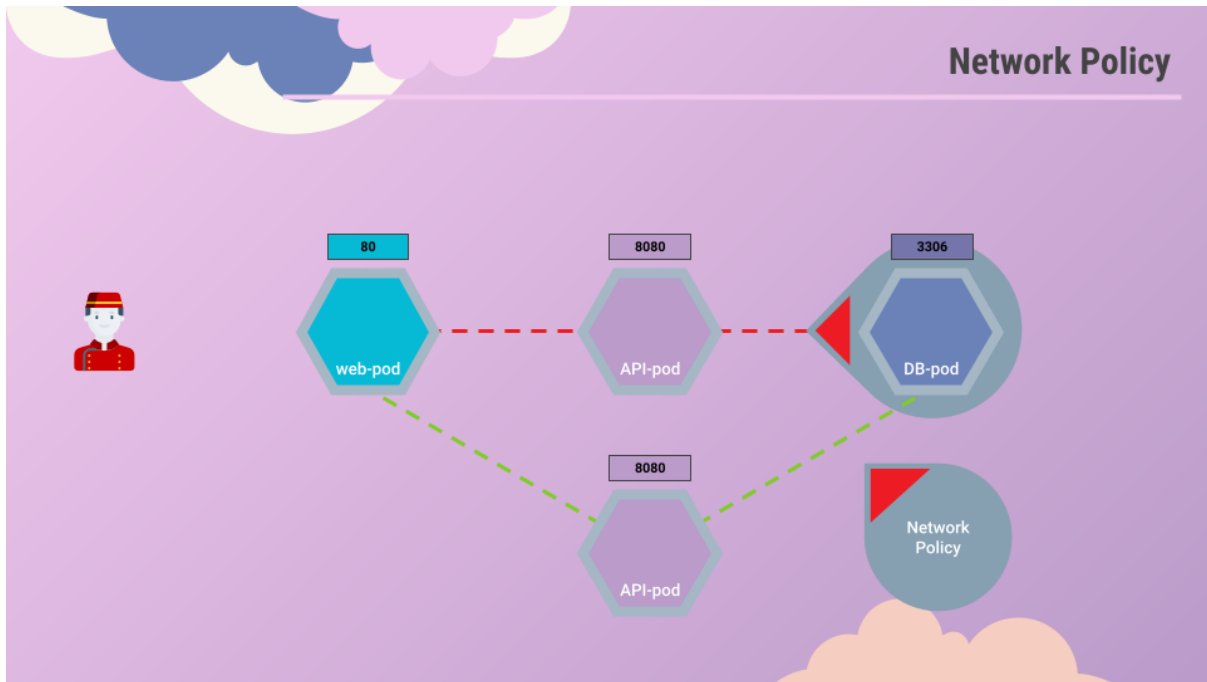 Network Policy
80
8080
3306
web-pod
API-pod
DB-pod
8080
Network
Policy
API-pod